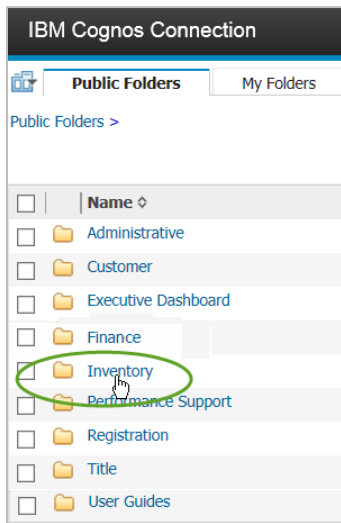 IBM Cognos Connection
Public Folders My Folders
Public Folders >
Name
Administrative
Customer
Executive Dashboard
Finance
Inventory
Performance Support
Registration
Title
User Guides